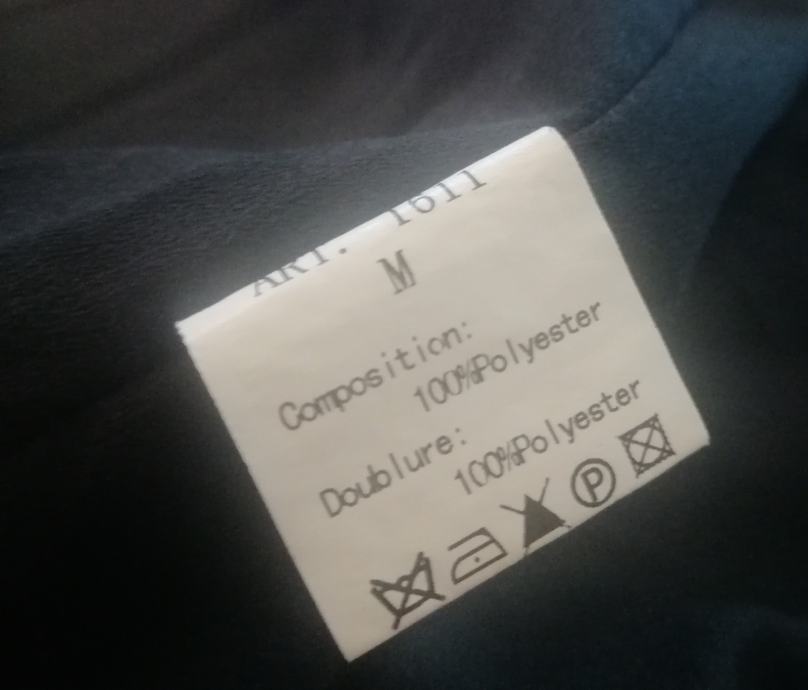 ART. 1611
M
Composition:
100%Polyester
Doublure:
100%Polyester
P